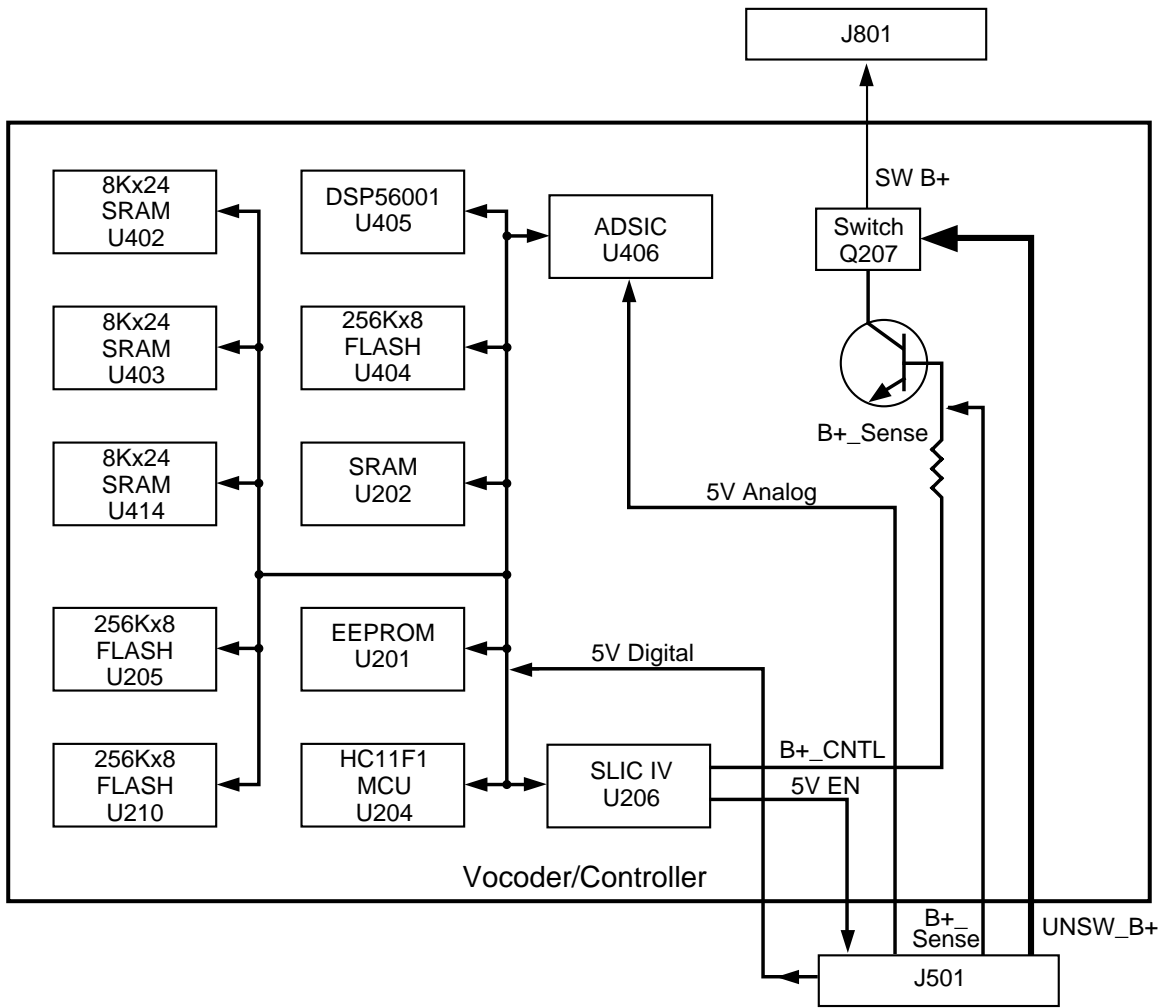 J801
SW B+
8Kx24
SRAM
U402
DSP56001
U405
ADSIC
U406
Switch
Q207
8Kx24
SRAM
U403
256Kx8
FLASH
U404
B+_Sense
8Kx24
SRAM
U414
SRAM
U202
5V Analog
256Kx8
FLASH
U205
EEPROM
U201
5V Digital
256Kx8
FLASH
U210
HC11F1
MCU
U204
SLIC IV
U206
B+_CNTL
5V EN
Vocoder/Controller
B+_
Sense
UNSW_B+
J501